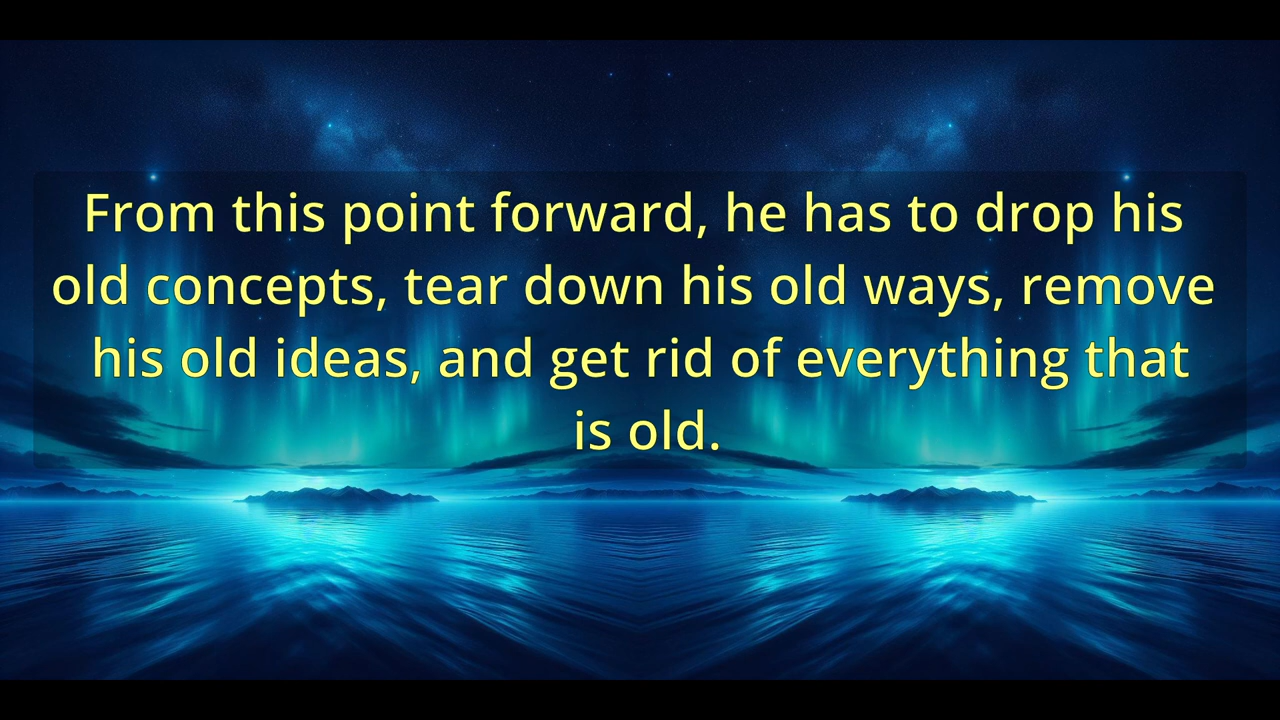 From this point forward, he has to drop his
old concepts, tear down his old ways, remove
his old ideas, and get rid of everything that
is old.